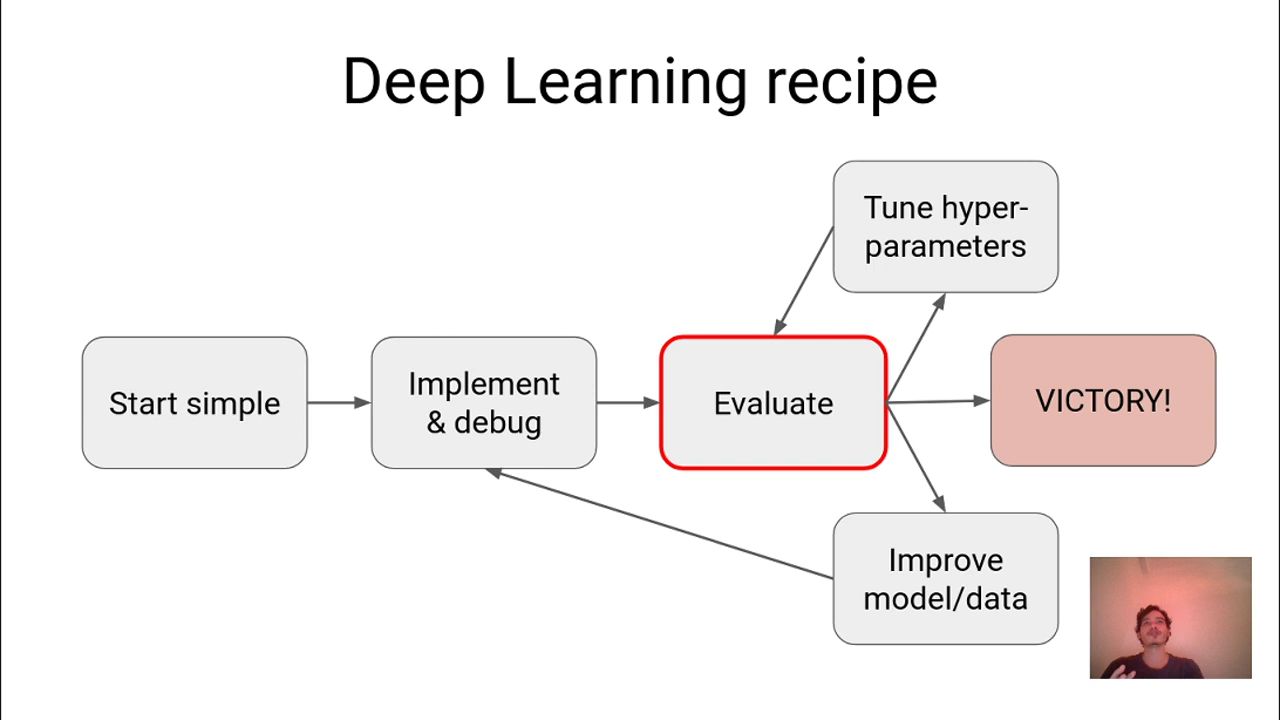 Deep Learning recipe
Tune hyper-
parameters
Start simple
Implement
& debug
Evaluate
VICTORY!
Improve
model/data